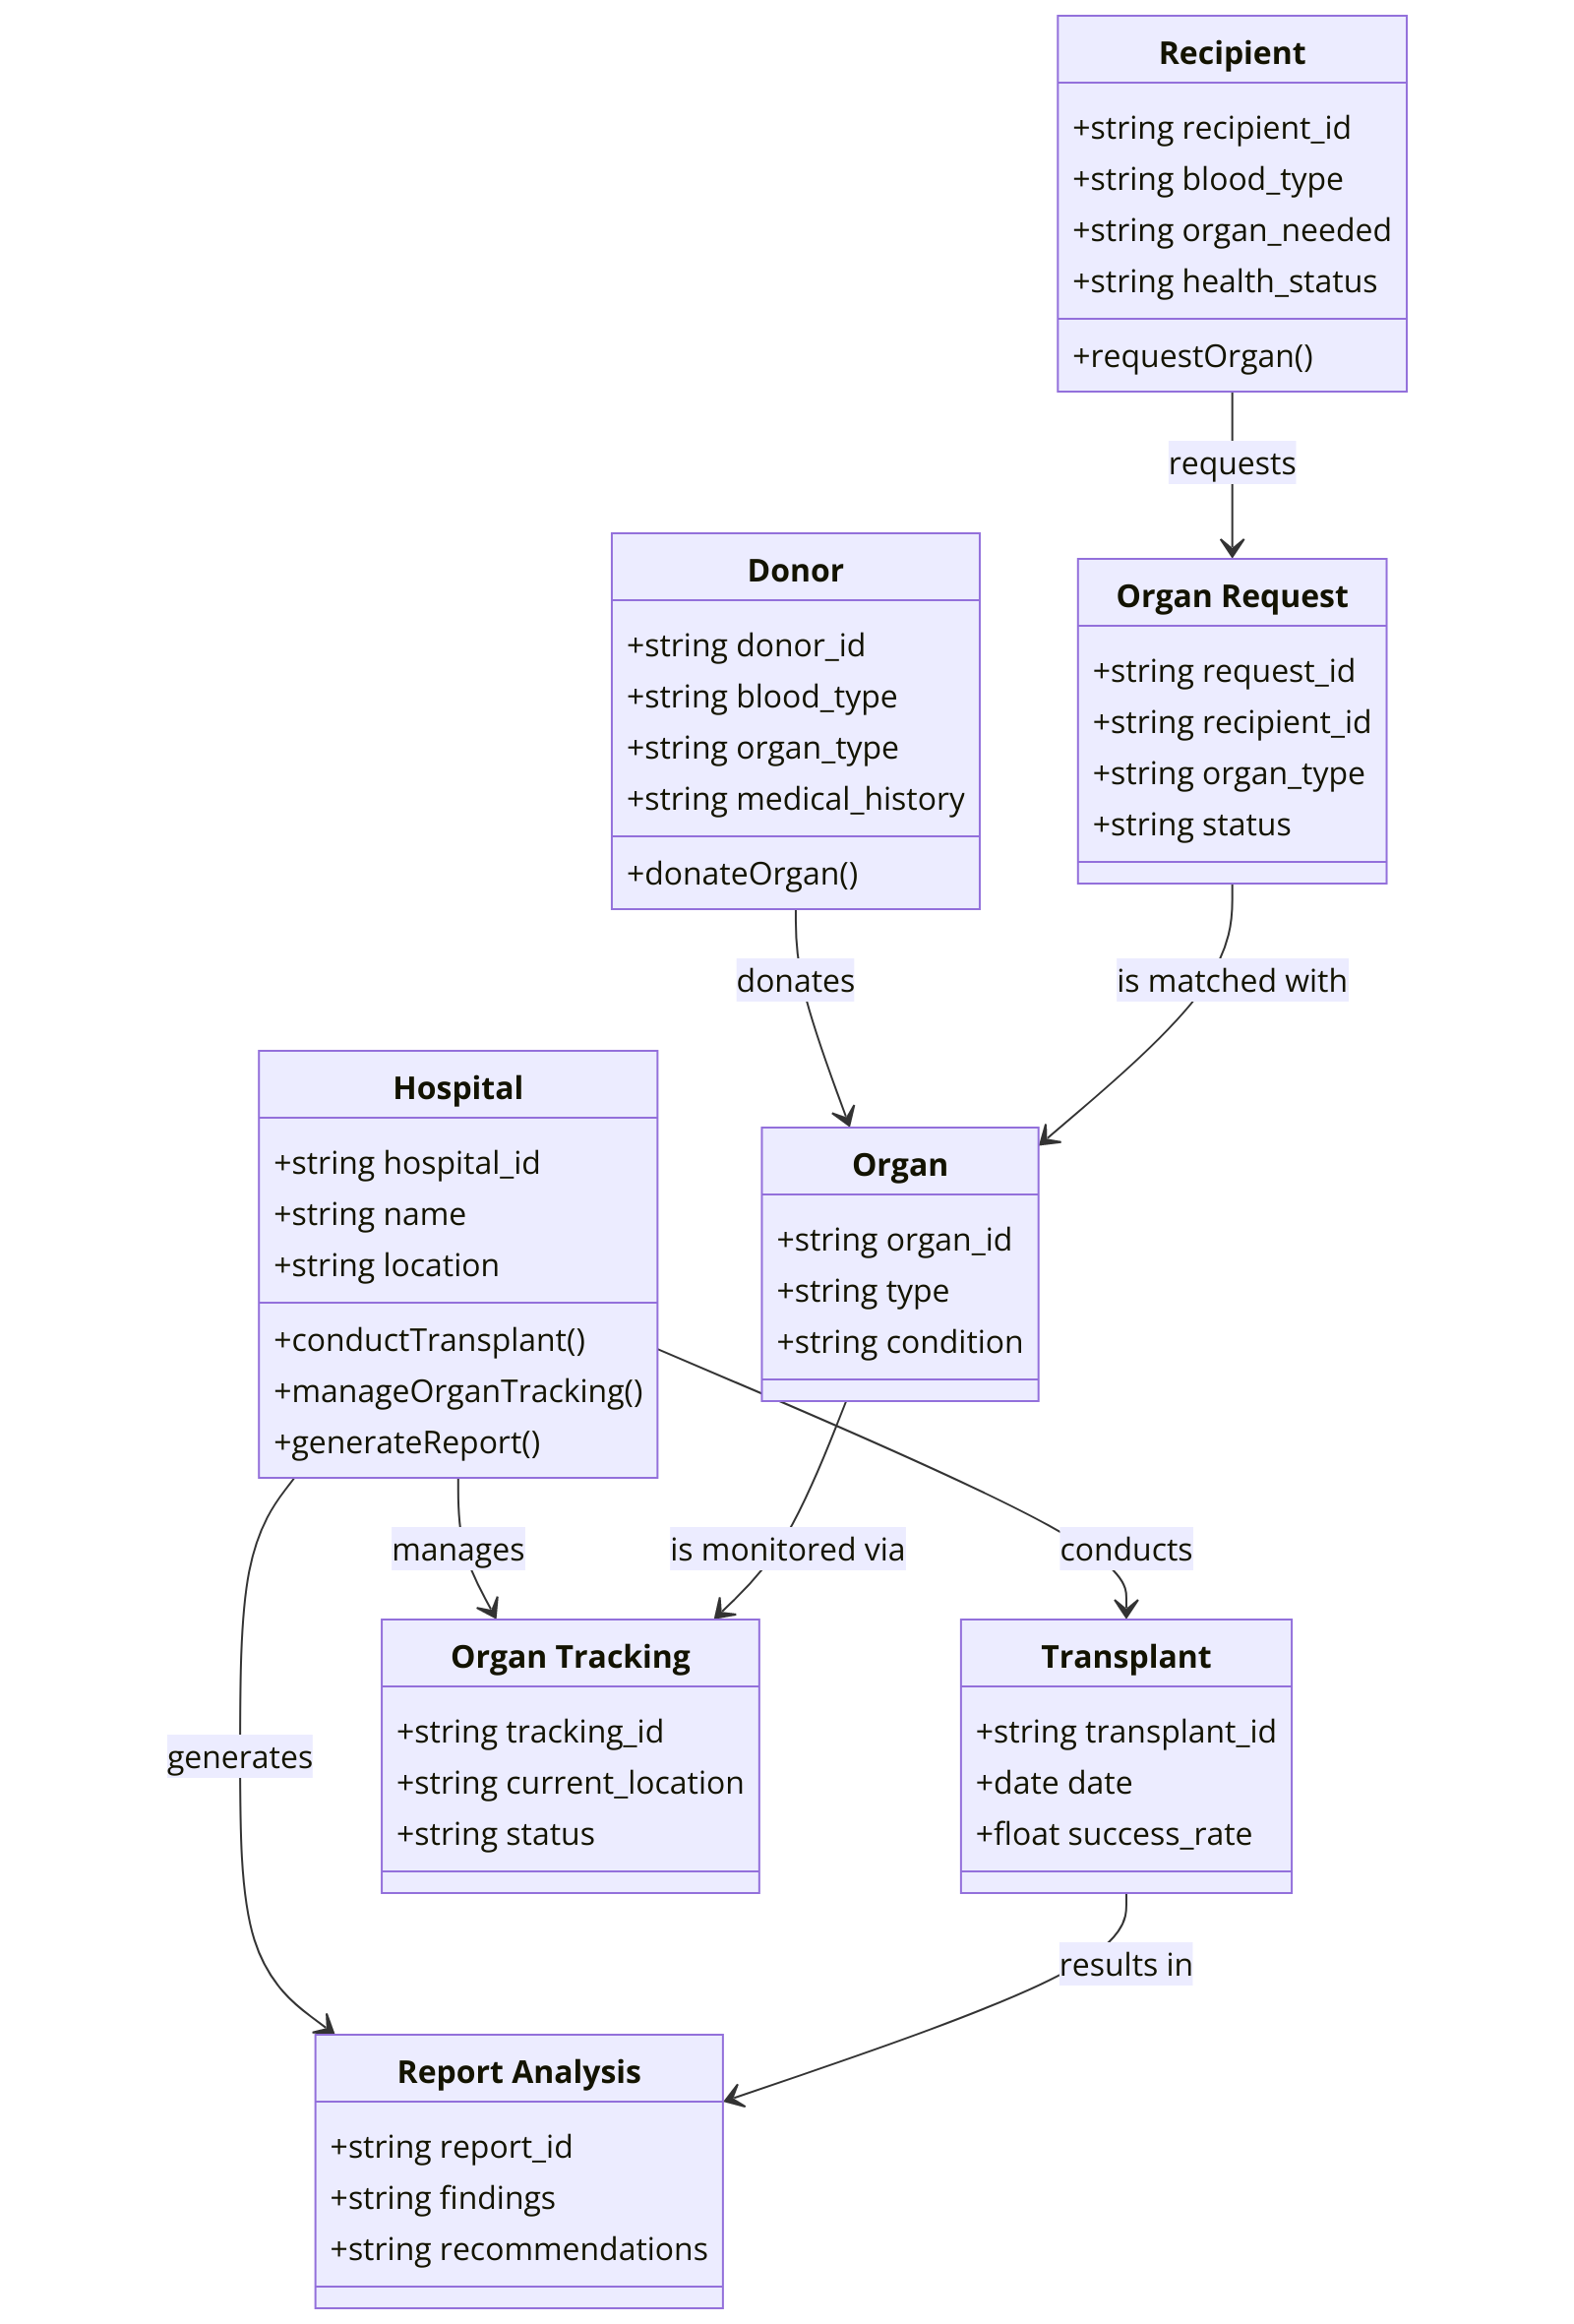 Recipient
+string recipient_id
+string blood_type
+string organ_needed
+string health_status
+requestOrgan()
requests
Donor
+string donor_id
+string blood_type
+string organ_type
+string medical_history
+donateOrgan()
Organ Request
+string request_id
+string recipient_id
+string organ_type
+string status
donates
is matched with
Hospital
+string hospital_id
+string name
+string location
+conductTransplant()
+manageOrganTracking()
+generateReport()
Organ
+string organ_id
+string type
+string condition
manages
is monitored via
conducts
Organ Tracking
+string tracking_id
+string current_location
+string status
Transplant
+string transplant_id
+date date
+float success_rate
generates
results in
Report Analysis
+string report_id
+string findings
+string recommendations